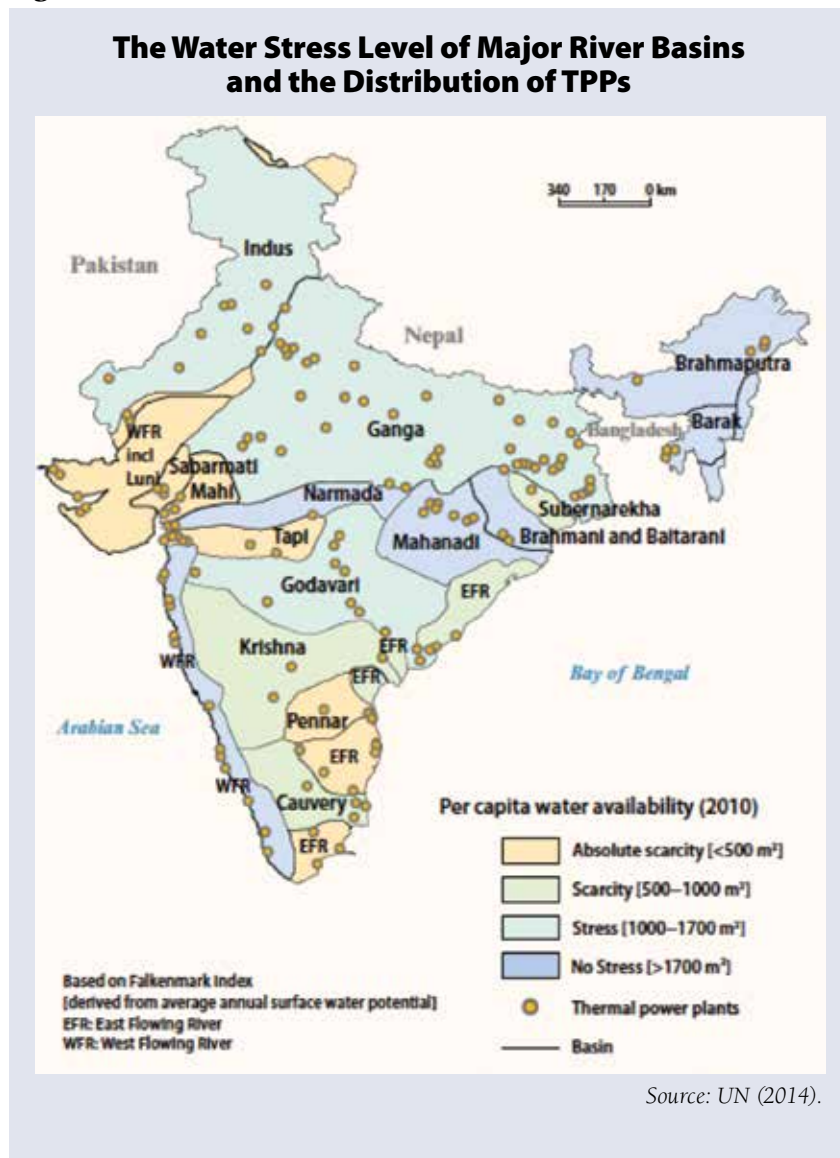 The Water Stress Level of Major River Basins
and the Distribution of TPPs
340 170 0 km
Indus
Pakistan
Nepal
Brahmaputra
WFR
incl
Luni
Ganga
Bangladesh
Barak
Sabarmati
Mahi
Narmada
Subernarekha
Tapi
Mahanadi
Brahmani and Baitarani
Godavari
EFR
Krishna
EFR
WFR
EFR
Bay of Bengal
Pennar
Arabian Sea
EFR
WFR
Cauvery
EFR
Per capita water availability (2010)
Absolute scarcity [<500 m²]
Scarcity [500–1000 m²]
Stress [1000–1700 m²]
No Stress [>1700 m²]
Thermal power plants
Basin
Based on Falkenmark Index
[derived from average annual surface water potential]
EFR: East Flowing River
WFR: West Flowing River
Source: UN (2014).